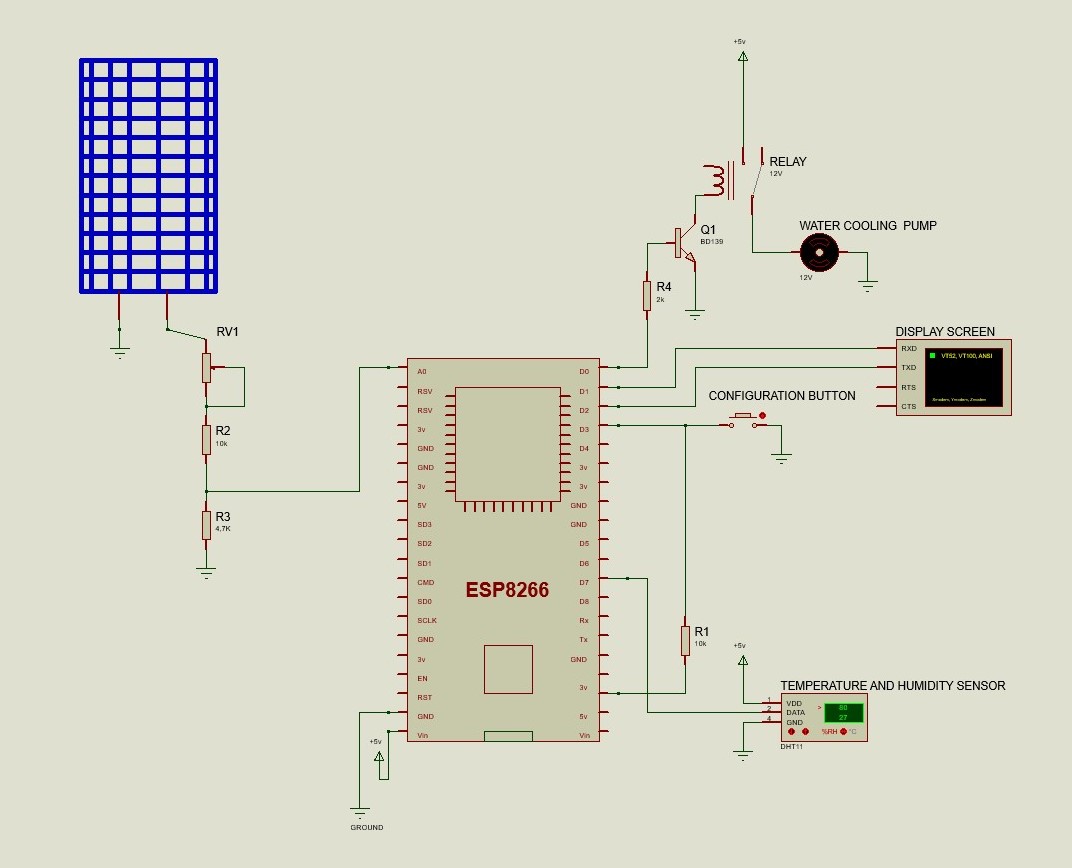 +5v
RELAY
12V
Q1
BD139
WATER COOLING PUMP
12V
R4
2k
RV1
R2
10k
R3
4.7K
DISPLAY SCREEN
RXD
TXD
RTS
CTS
VT52, VT100, ANSI
Xmodem, Ymodem, Zmodem
CONFIGURATION BUTTON
A0
RSV
RSV
3v
GND
GND
3v
5V
SD3
SD2
SD1
CMD
SD0
SCLK
GND
3v
EN
RST
GND
Vin
ESP8266
D0
D1
D2
D3
D4
3v
3v
GND
GND
D5
D6
D7
D8
Rx
Tx
GND
3v
5v
Vin
R1
10k
+5v
TEMPERATURE AND HUMIDITY SENSOR
1
2
4
VDD
DATA
GND
>
80
27
%RH
°C
DHT11
+5v
GROUND